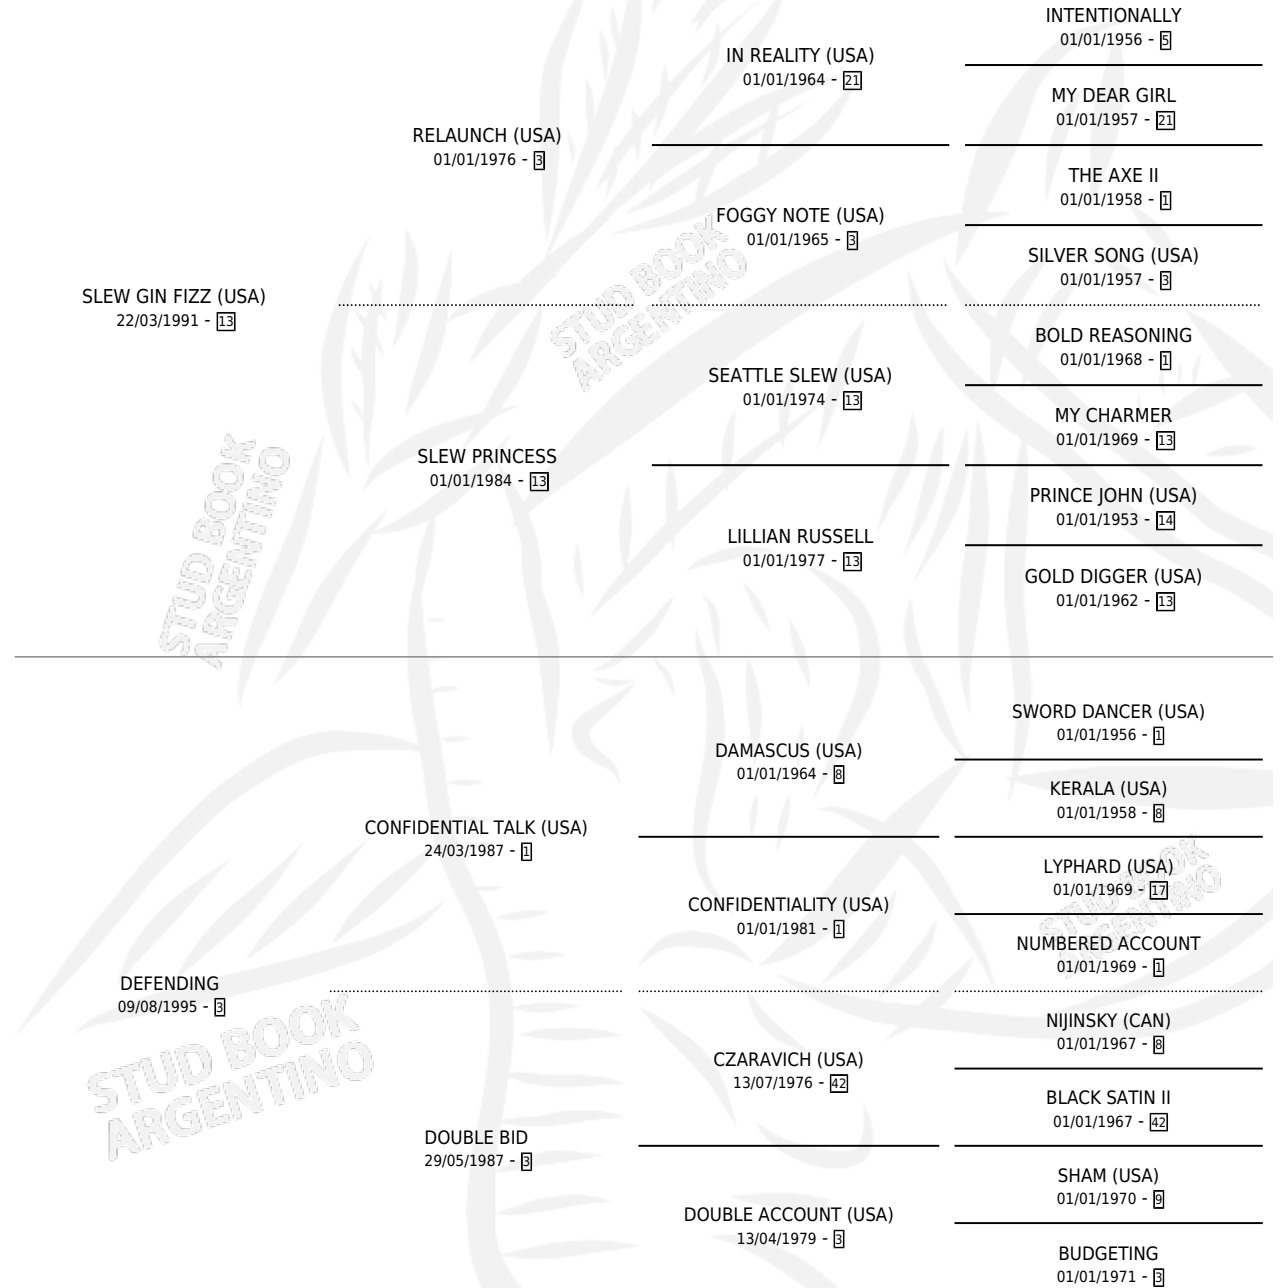 INTENTIONALLY
01/01/1956 - 5
IN REALITY (USA)
01/01/1964 - 21
MY DEAR GIRL
01/01/1957 - 21
RELAUNCH (USA)
01/01/1976 - 3
THE AXE II
01/01/1958 - 1
FOGGY NOTE (USA)
01/01/1965 - 3
SILVER SONG (USA)
01/01/1957 - 3
SLEW GIN FIZZ (USA)
22/03/1991 - 13
BOLD REASONING
01/01/1968 - 1
SEATTLE SLEW (USA)
01/01/1974 - 13
MY CHARMER
01/01/1969 - 13
SLEW PRINCESS
01/01/1984 - 13
PRINCE JOHN (USA)
01/01/1953 - 14
LILLIAN RUSSELL
01/01/1977 - 13
GOLD DIGGER (USA)
01/01/1962 - 13
SWORD DANCER (USA)
01/01/1956 - 1
DAMASCUS (USA)
01/01/1964 - 8
KERALA (USA)
01/01/1958 - 8
CONFIDENTIAL TALK (USA)
24/03/1987 - 1
LYPHARD (USA)
01/01/1969 - 17
CONFIDENTIALITY (USA)
01/01/1981 - 1
NUMBERED ACCOUNT
01/01/1969 - 1
DEFENDING
09/08/1995 - 3
NIJINSKY (CAN)
01/01/1967 - 8
CZARAVICH (USA)
13/07/1976 - 42
BLACK SATIN II
01/01/1967 - 42
DOUBLE BID
29/05/1987 - 3
SHAM (USA)
01/01/1970 - 9
DOUBLE ACCOUNT (USA)
13/04/1979 - 3
BUDGETING
01/01/1971 - 3
STUD BOOK
ARGENTINO
STUD BOOK
ARGENTINO
STUD BOOK
ARGENTINO
STUD BOOK
ARGENTINO